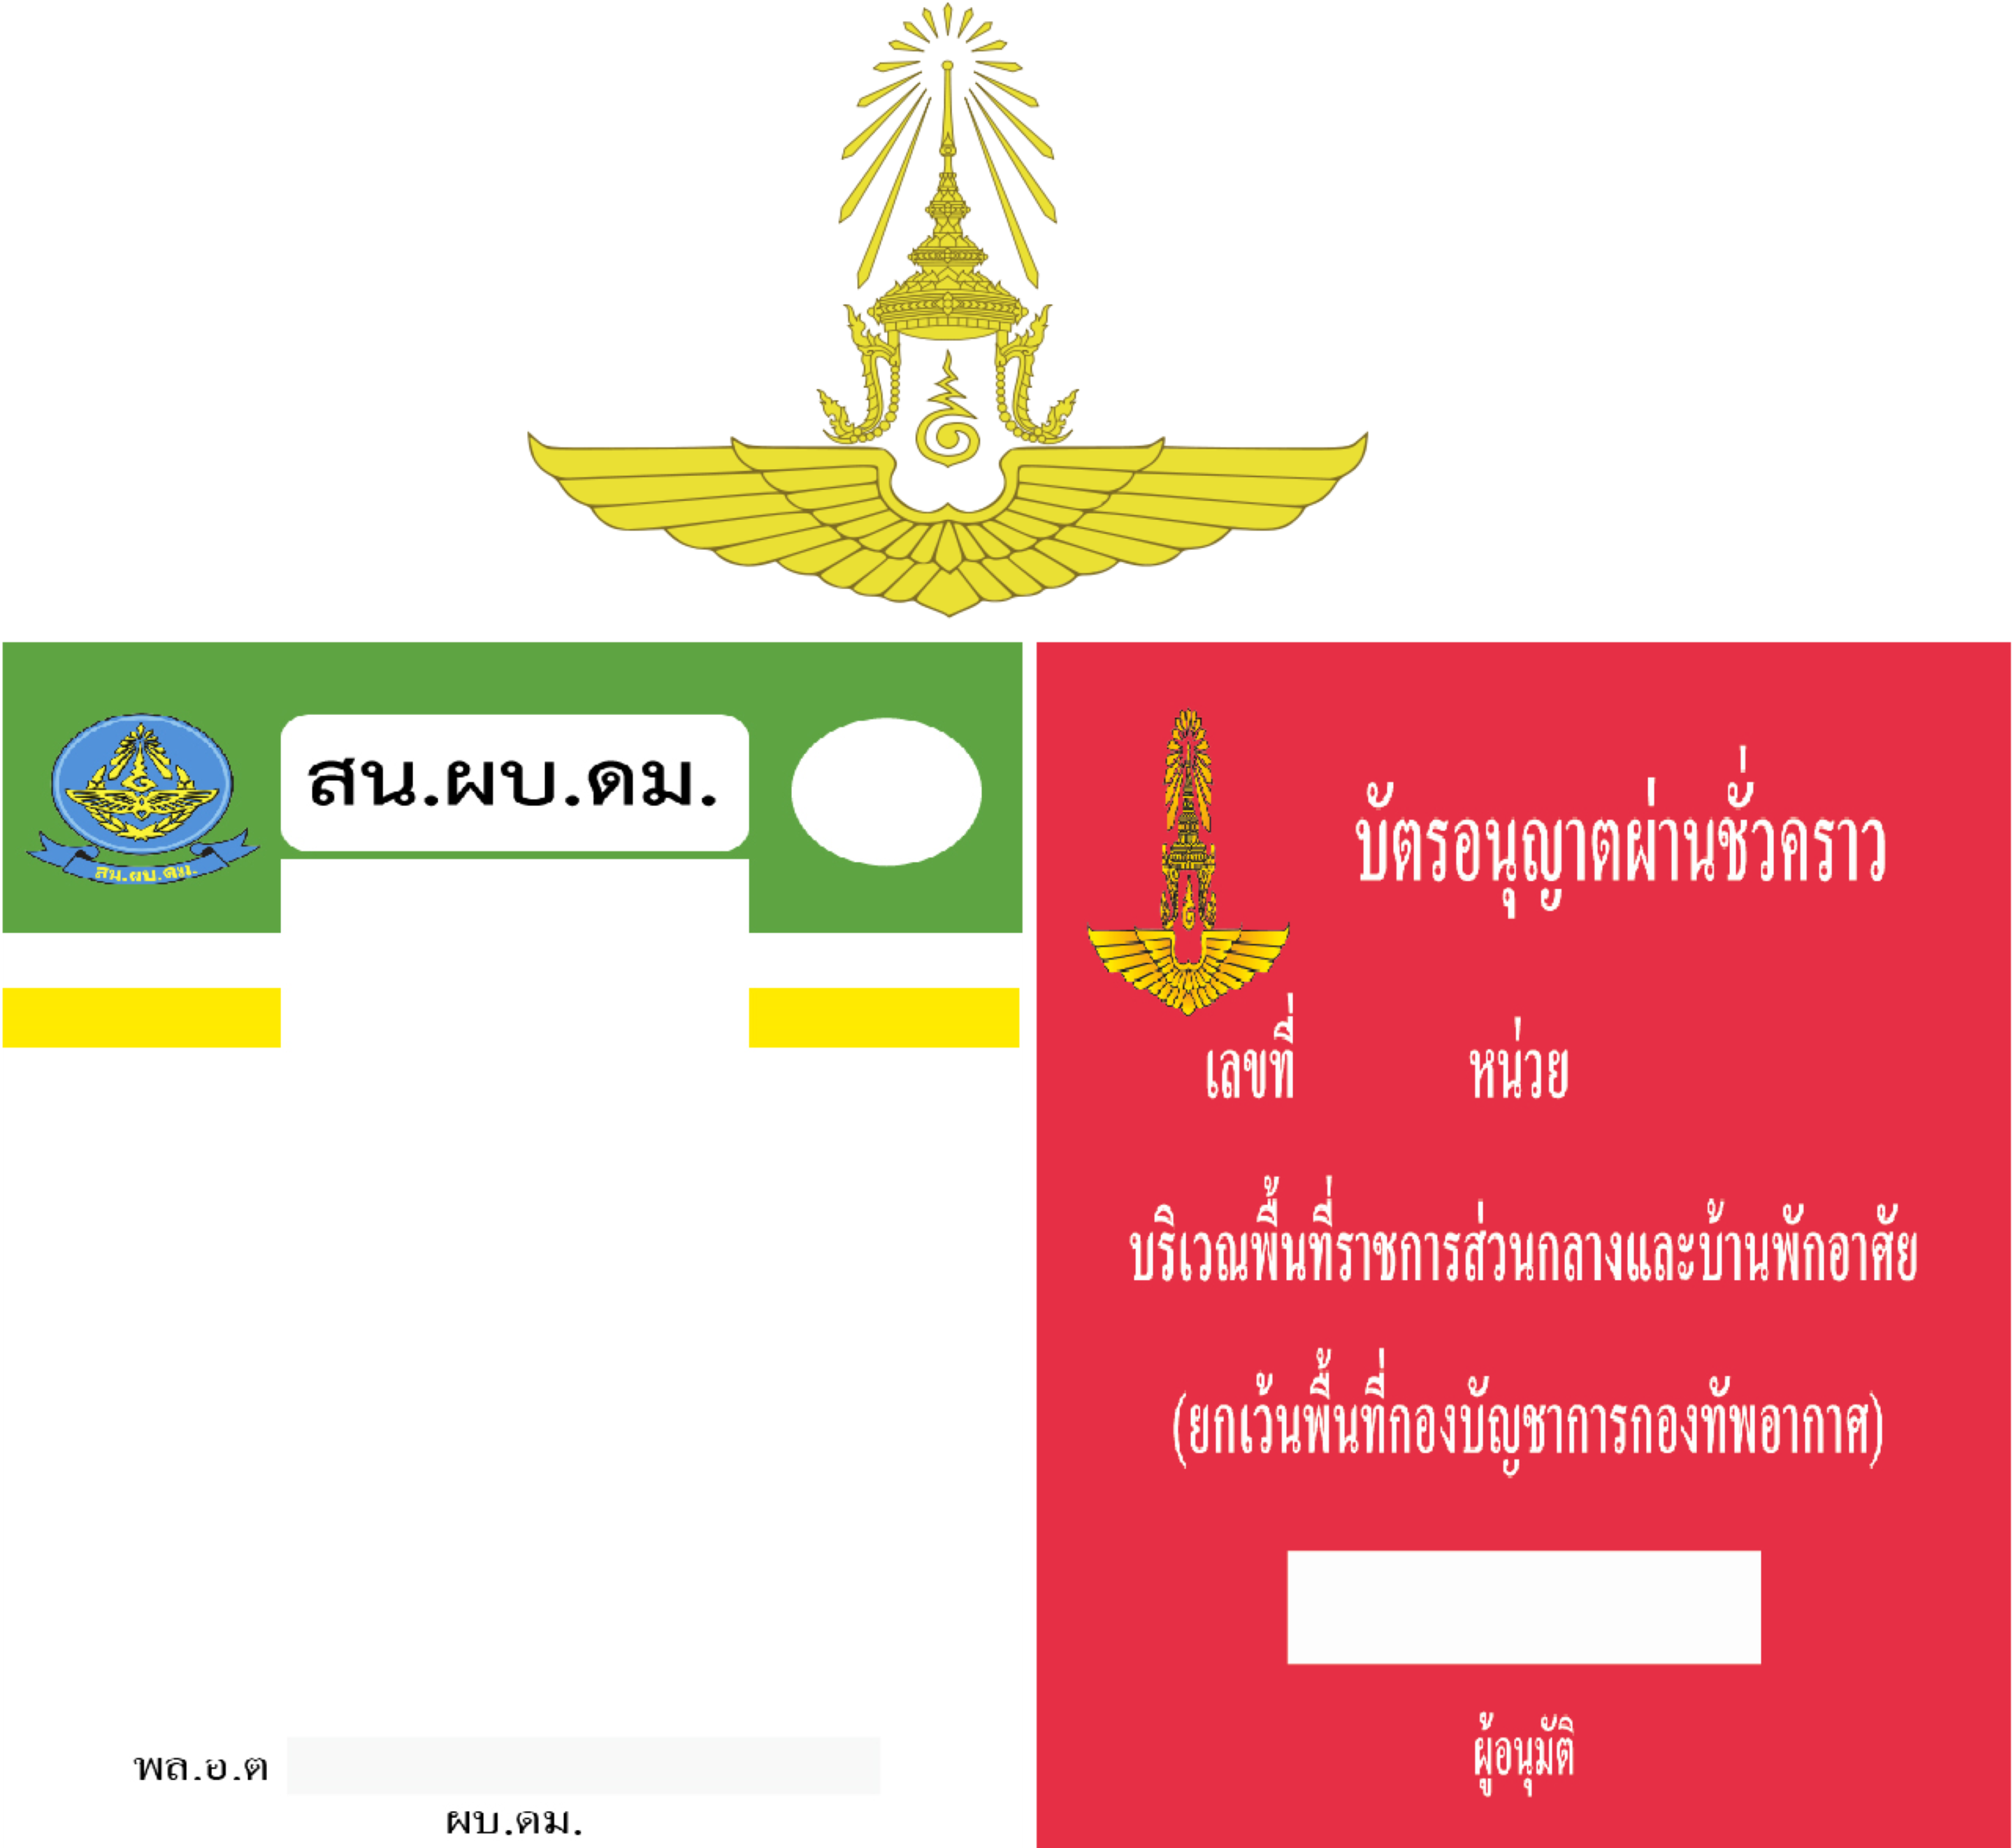 สน.ผบ.ดม.
สน.ผบ.ดม.
พล.อ.ต
ผบ.ดม.
บัตรอนุญาตผ่านชั่วคราว
เลขที่ หน่วย
บริเวณพื้นที่ราชการส่วนกลางและบ้านพักอาศัย
(ยกเว้นพื้นที่กองบัญชาการกองทัพอากาศ)
ผู้อนุมัติ